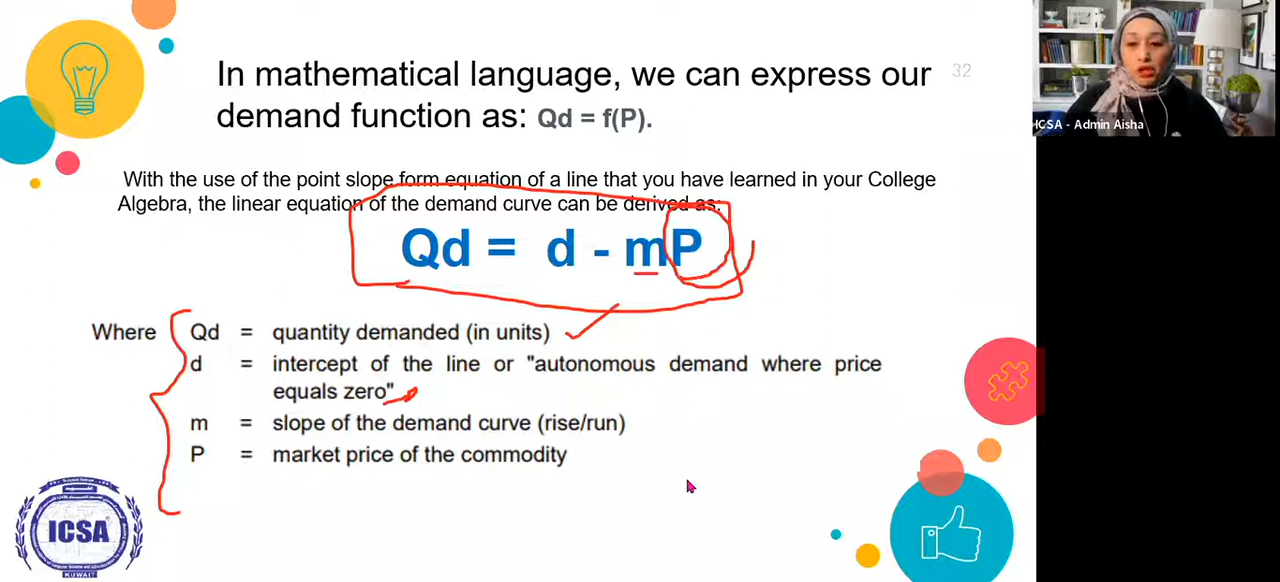 In mathematical language, we can express our
demand function as: Qd = f(P).
32
With the use of the point slope form equation of a line that you have learned in your College
Algebra, the linear equation of the demand curve can be derived as:
Qd = d - mP
Where Qd = quantity demanded (in units)
d = intercept of the line or "autonomous demand where price
equals zero"
m = slope of the demand curve (rise/run)
P = market price of the commodity
ICSA
KUWAIT
ICSA - Admin Aisha